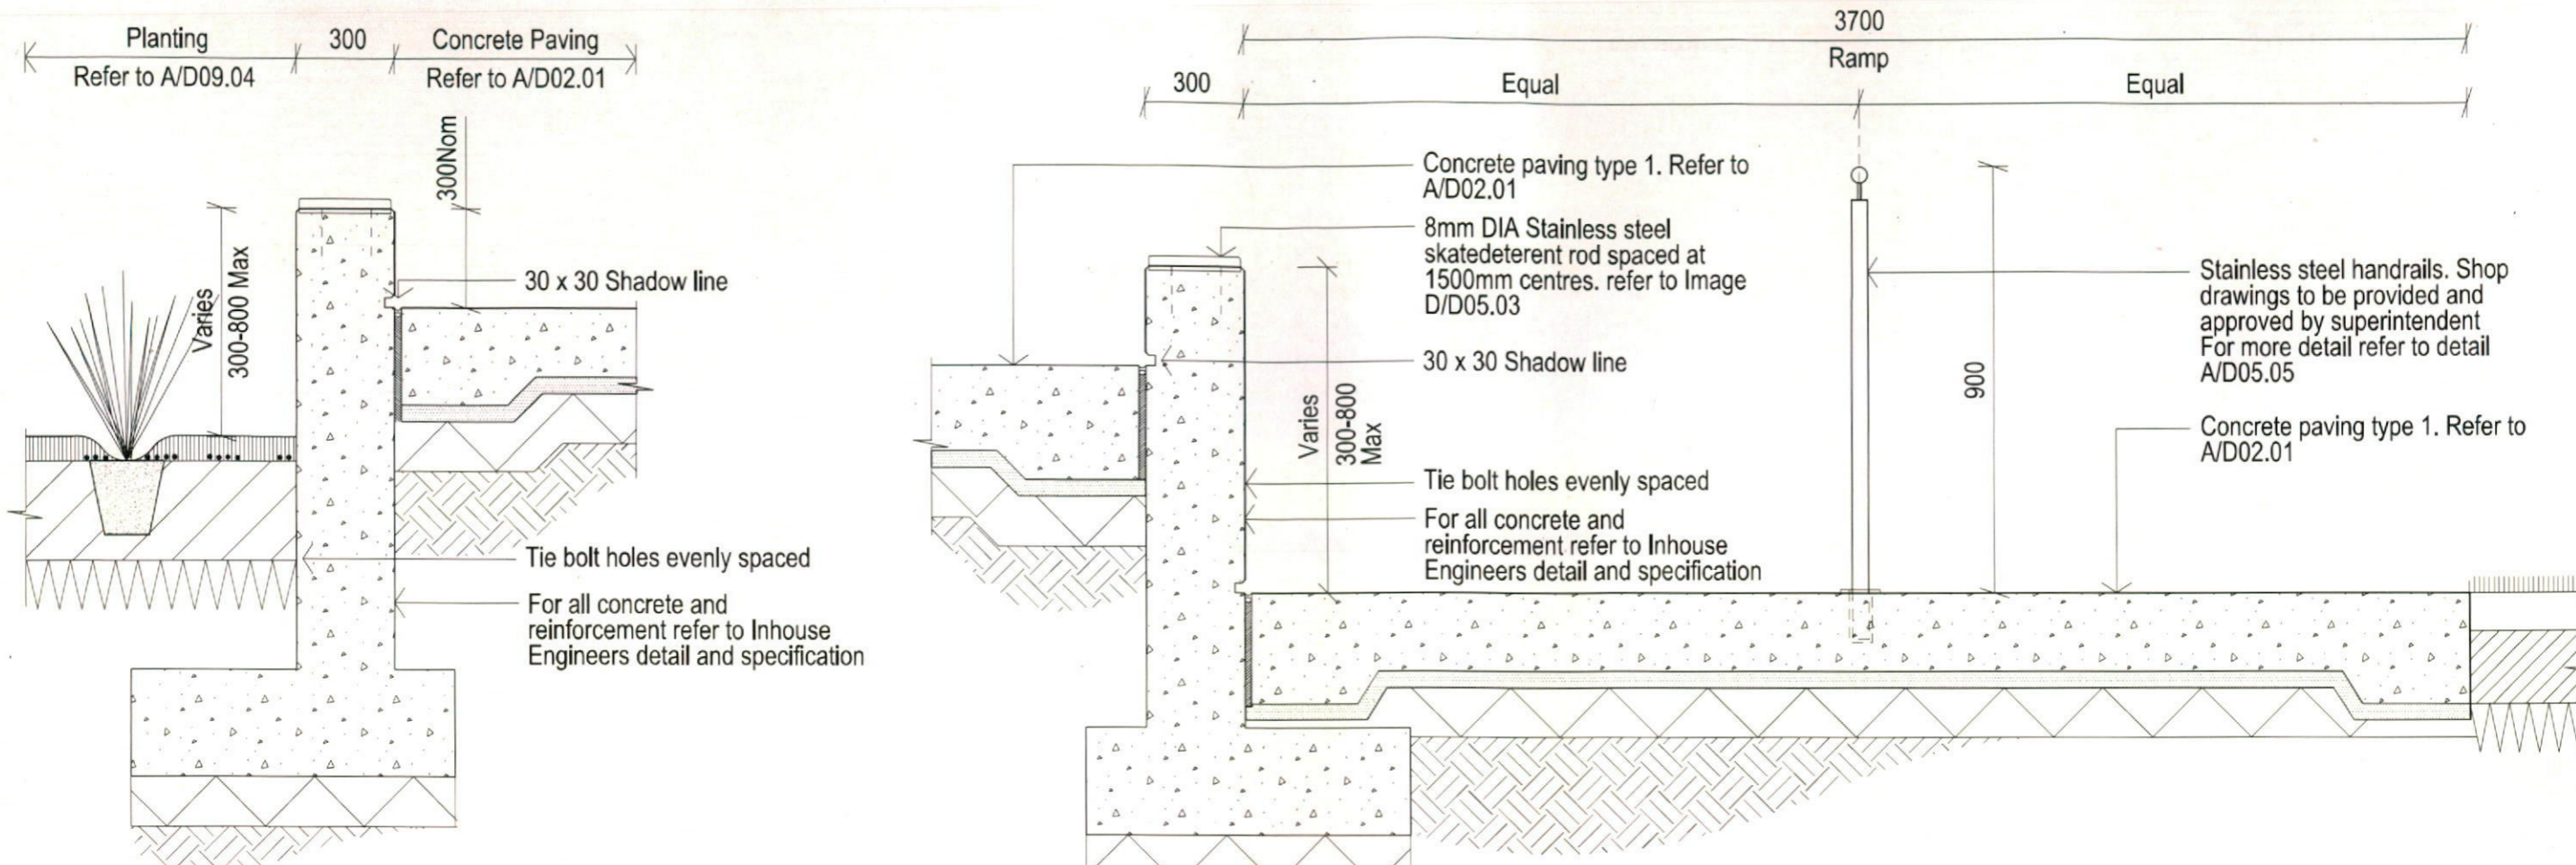 Planting
Refer to A/D09.04
300
Concrete Paving
Refer to A/D02.01
300Nom
Varies
300-800 Max
30 x 30 Shadow line
Tie bolt holes evenly spaced
For all concrete and
reinforcement refer to Inhouse
Engineers detail and specification
3700
Ramp
300
Equal
Equal
Concrete paving type 1. Refer to
A/D02.01
8mm DIA Stainless steel
skatedeterent rod spaced at
1500mm centres. refer to Image
D/D05.03
30 x 30 Shadow line
Varies
300-800
Max
Tie bolt holes evenly spaced
For all concrete and
reinforcement refer to Inhouse
Engineers detail and specification
900
Stainless steel handrails. Shop
drawings to be provided and
approved by superintendent
For more detail refer to detail
A/D05.05
Concrete paving type 1. Refer to
A/D02.01